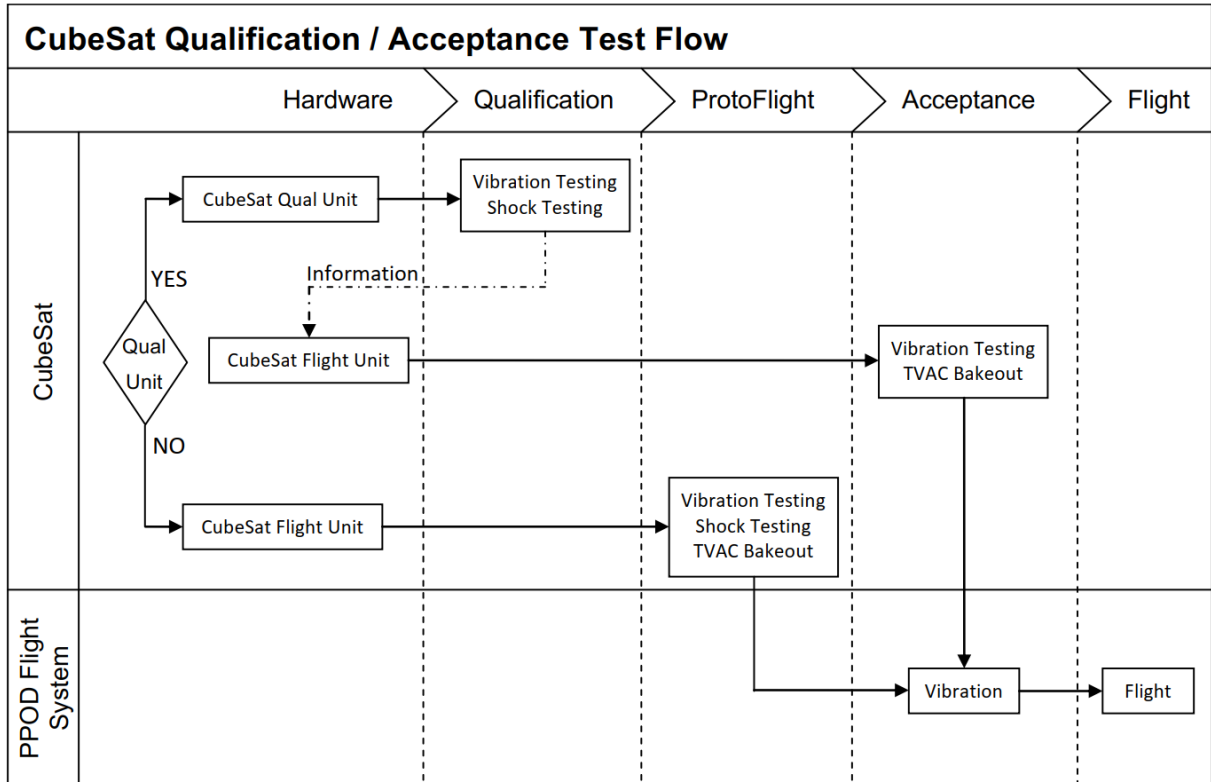 CubeSat Qualification / Acceptance Test Flow
Hardware
Qualification
ProtoFlight
Acceptance
Flight
CubeSat
CubeSat Qual Unit
Vibration Testing
Shock Testing
YES
Information
Qual
Unit
CubeSat Flight Unit
Vibration Testing
TVAC Bakeout
NO
CubeSat Flight Unit
Vibration Testing
Shock Testing
TVAC Bakeout
PPOD Flight
System
Vibration
Flight